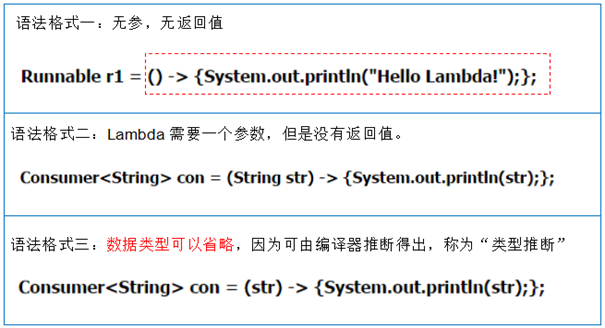 语法格式一：无参，无返回值
Runnable r1 = () -> {System.out.println("Hello Lambda!");};
语法格式二：Lambda 需要一个参数，但是没有返回值。
Consumer<String> con = (String str) -> {System.out.println(str);};
语法格式三：数据类型可以省略，因为可由编译器推断得出，称为“类型推断”
Consumer<String> con = (str) -> {System.out.println(str);};